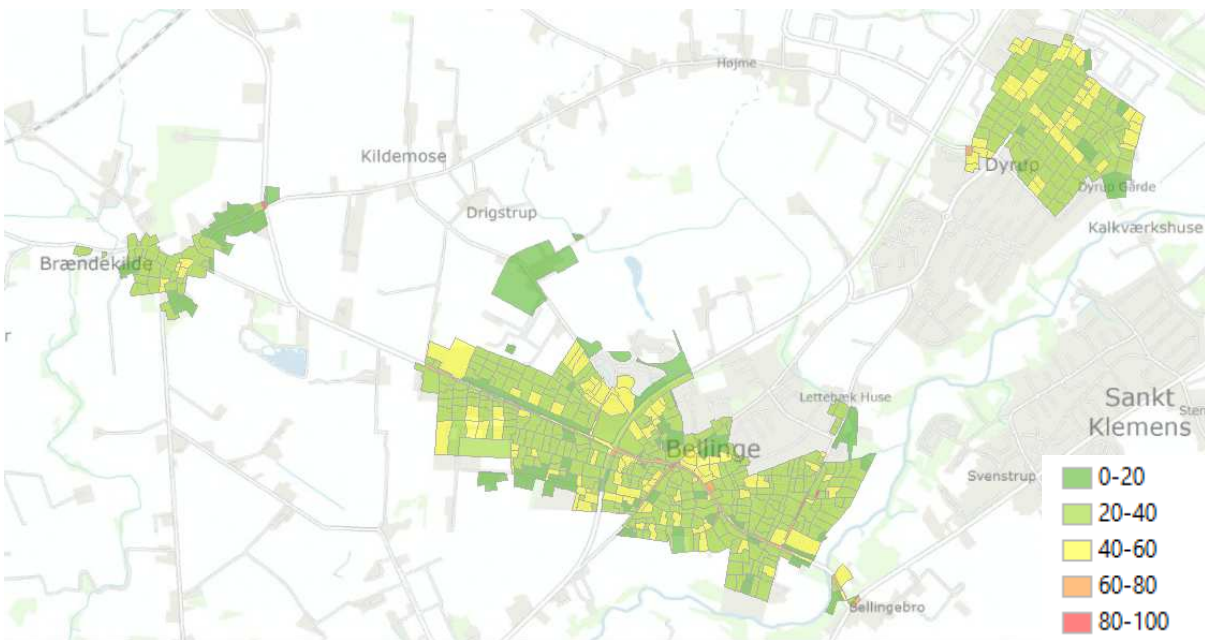 Højme
Kildemose
Dyrup
Dyrup Gårde
Drigstrup
Kalkværkshuse
Brændekilde
r
Lettebæk Huse
Sankt
Klemens
Sten
Bellinge
Svenstrup
0-20
20-40
40-60
60-80
80-100
Bellingebro